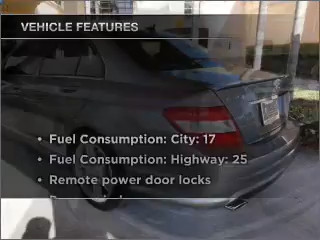 VEHICLE FEATURES
• Fuel Consumption: City: 17
• Fuel Consumption: Highway: 25
• Remote power door locks